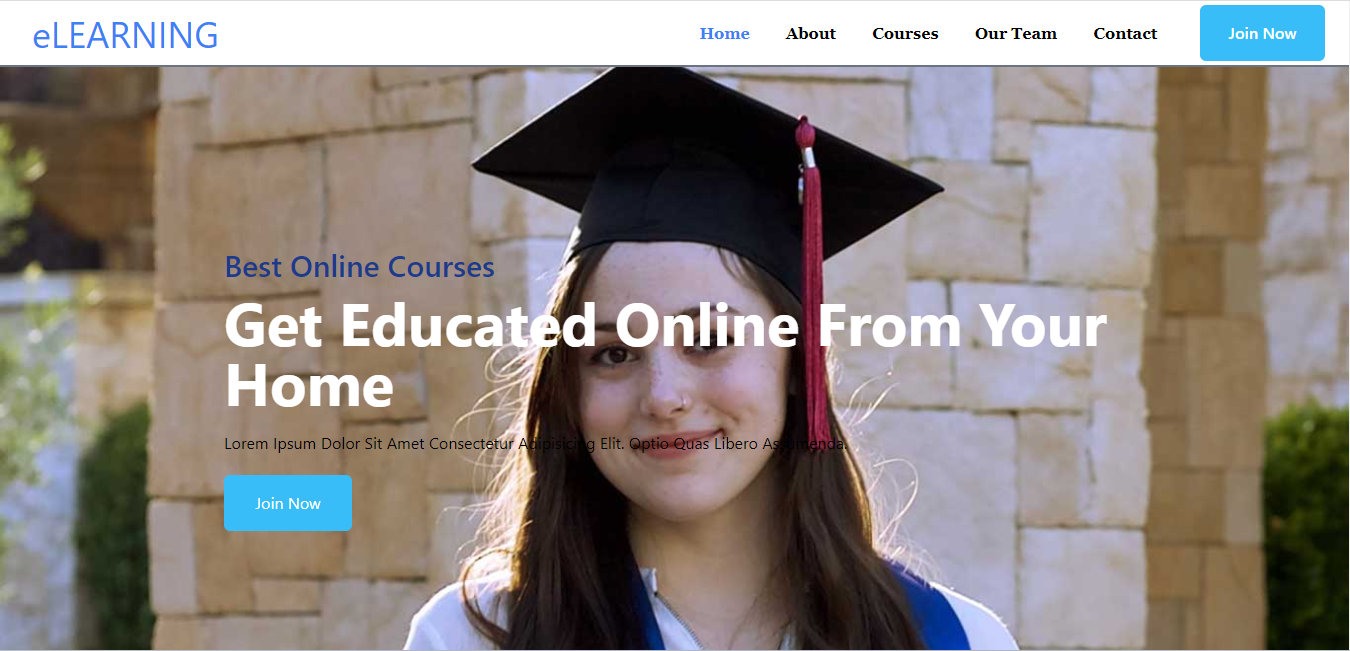 eLEARNING
Home About Courses Our Team Contact Join Now
Best Online Courses
Get Educated Online From Your
Home
Lorem Ipsum Dolor Sit Amet Consectetur Adipisicing Elit. Optio Quas Libero Assumenda.
Join Now